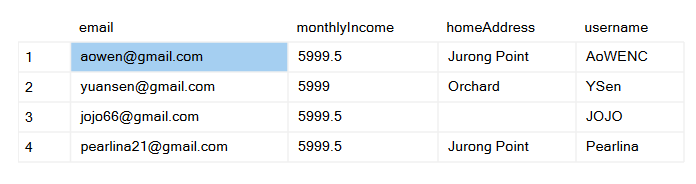 email monthlyIncome homeAddress username
1 aowen@gmail.com 5999.5 Jurong Point AoWENC
2 yuansen@gmail.com 5999 Orchard YSen
3 jojo66@gmail.com 5999.5 JOJO
4 pearlina21@gmail.com 5999.5 Jurong Point Pearlina